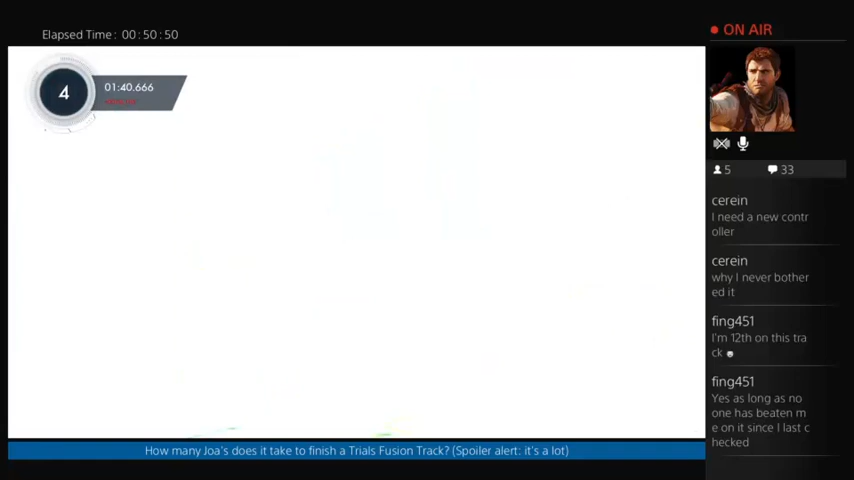 Elapsed Time : 00:50:50
ON AIR
4
01:40.666
5
33
cerein
I need a new contr
oller
cerein
why I never bother
ed it
fing451
I'm 12th on this tra
ck
fing451
Yes as long as no
one has beaten m
e on it since I last c
hecked
How many Joa's does it take to finish a Trials Fusion Track? (Spoiler alert: it's a lot)